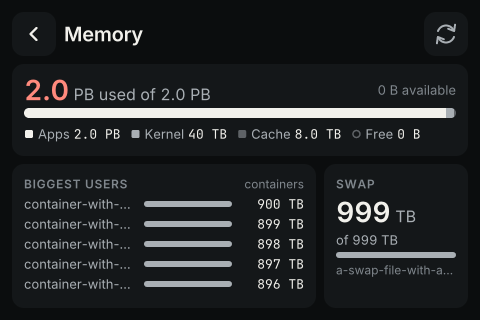 Memory
2.0 PB used of 2.0 PB 0 B available
Apps 2.0 PB Kernel 40 TB Cache 8.0 TB Free 0 B
BIGGEST USERS containers
container-with-... 900 TB
container-with-... 899 TB
container-with-... 898 TB
container-with-... 897 TB
container-with-... 896 TB
SWAP
999 TB
of 999 TB
a-swap-file-with-a...